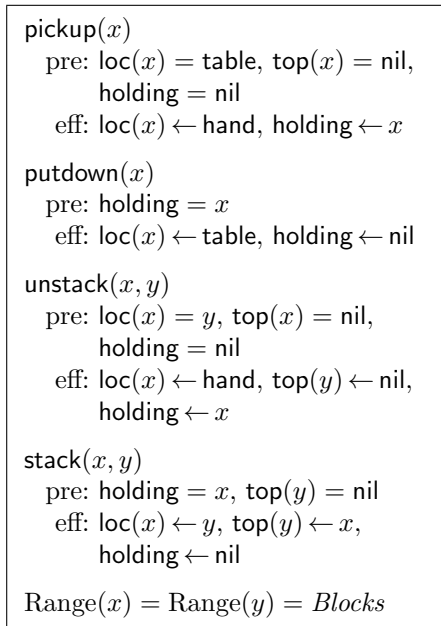 pickup(x)
pre: loc(x) = table, top(x) = nil,
holding = nil
eff: loc(x) ← hand, holding ← x
putdown(x)
pre: holding = x
eff: loc(x) ← table, holding ← nil
unstack(x, y)
pre: loc(x) = y, top(x) = nil,
holding = nil
eff: loc(x) ← hand, top(y) ← nil,
holding ← x
stack(x, y)
pre: holding = x, top(y) = nil
eff: loc(x) ← y, top(y) ← x,
holding ← nil
Range(x) = Range(y) = Blocks